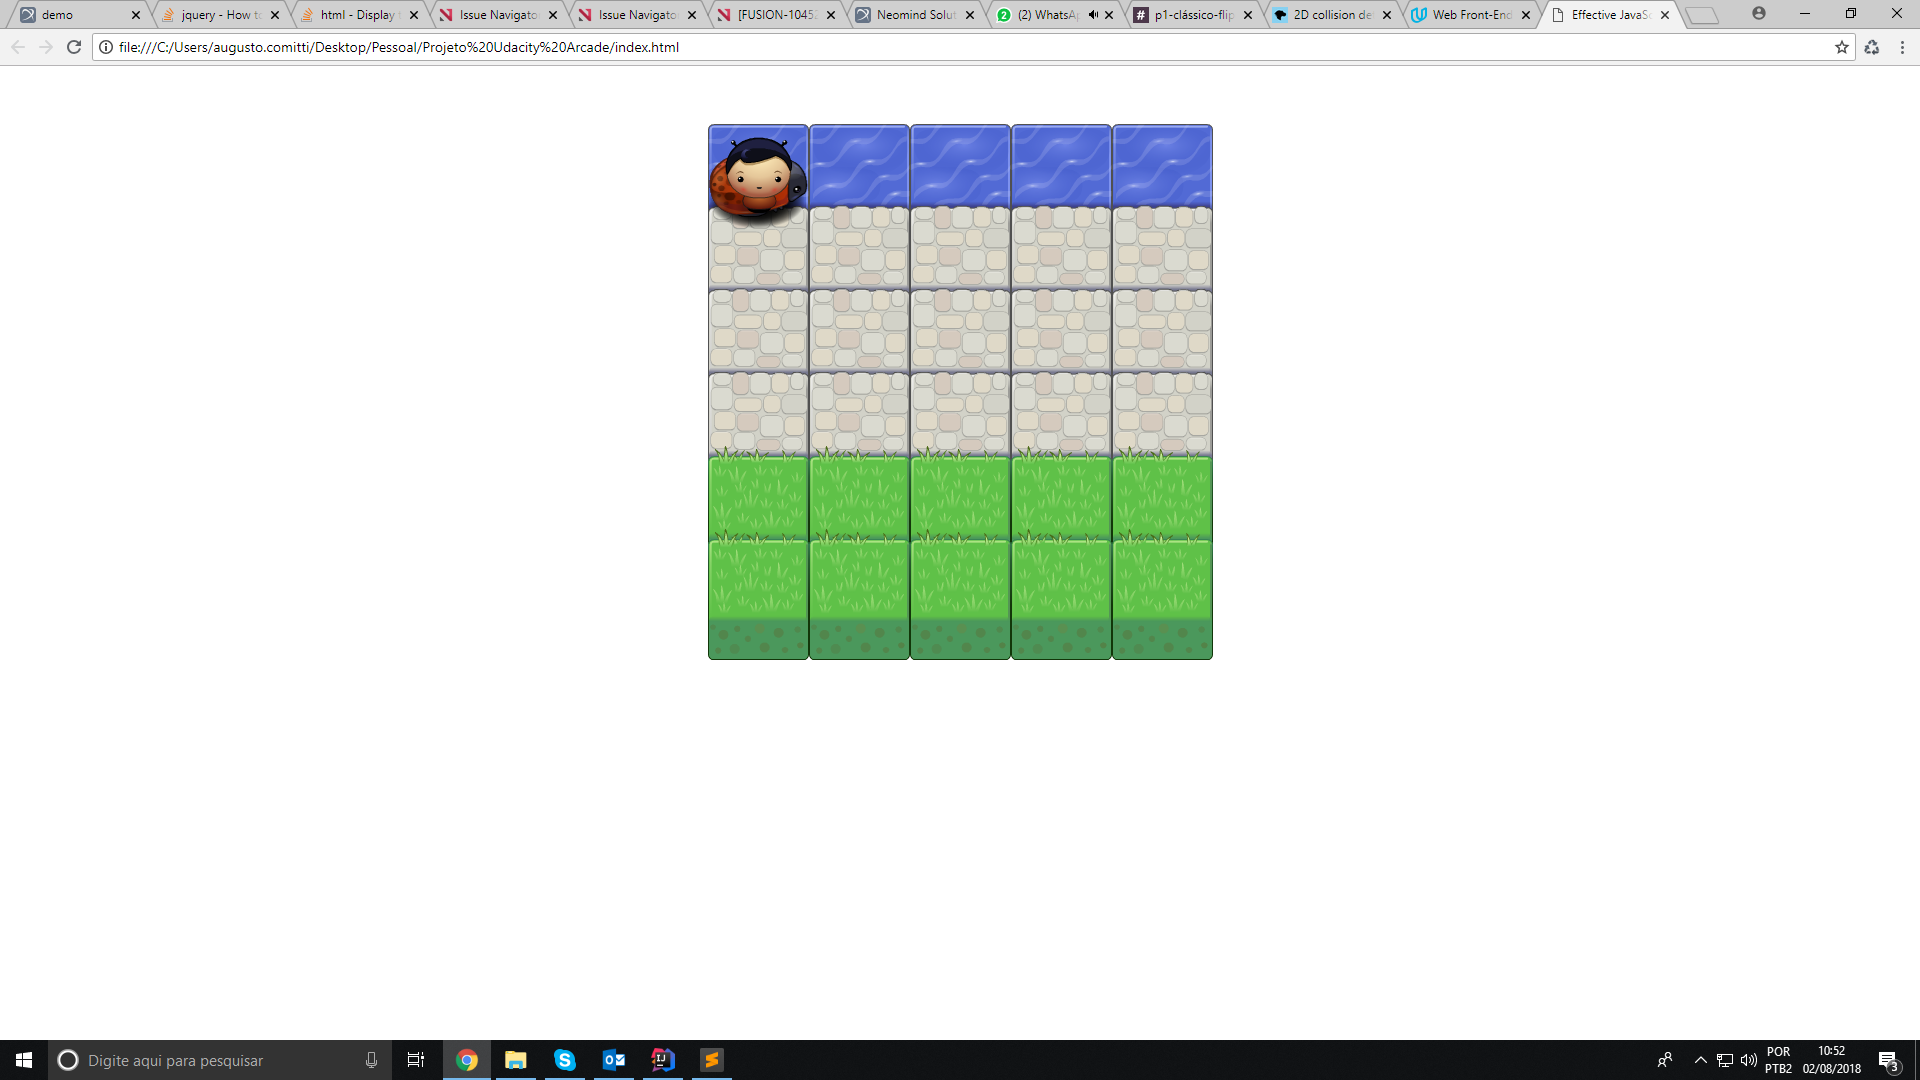 demo
jquery - How t
html - Display
Issue Navigato
Issue Navigato
[FUSION-1045
Neomind Solut
(2) WhatsA
p1-clássico-flip
2D collision de
Web Front-End
Effective JavaS
file:///C:/Users/augusto.comitti/Desktop/Pessoal/Projeto%20Udacity%20Arcade/index.html
Digite aqui para pesquisar
POR
PTB2
10:52
02/08/2018
3